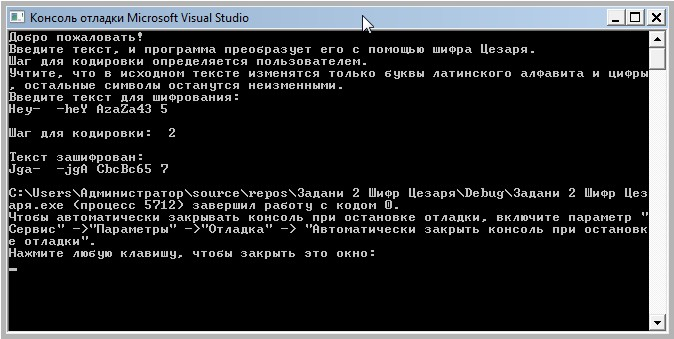 Консоль отладки Microsoft Visual Studio
Добро пожаловать!
Введите текст, и программа преобразует его с помощью шифра Цезаря.
Шаг для кодировки определяется пользователем.
Учтите, что в исходном тексте изменятся только буквы латинского алфавита и цифры
, остальные символы останутся неизменными.
Введите текст для шифрования:
Hey-  -heY AzaZa43 5
Шаг для кодировки:  2
Текст зашифрован:
Jga-  -jgA CbcBc65 7
C:\Users\Администратор\source\repos\Задани 2 Шифр Цезаря\Debug\Задани 2 Шифр Цез
аря.exe (процесс 5712) завершил работу с кодом 0.
Чтобы автоматически закрывать консоль при остановке отладки, включите параметр "
Сервис" ->"Параметры" ->"Отладка" -> "Автоматически закрыть консоль при остановк
е отладки".
Нажмите любую клавишу, чтобы закрыть это окно: